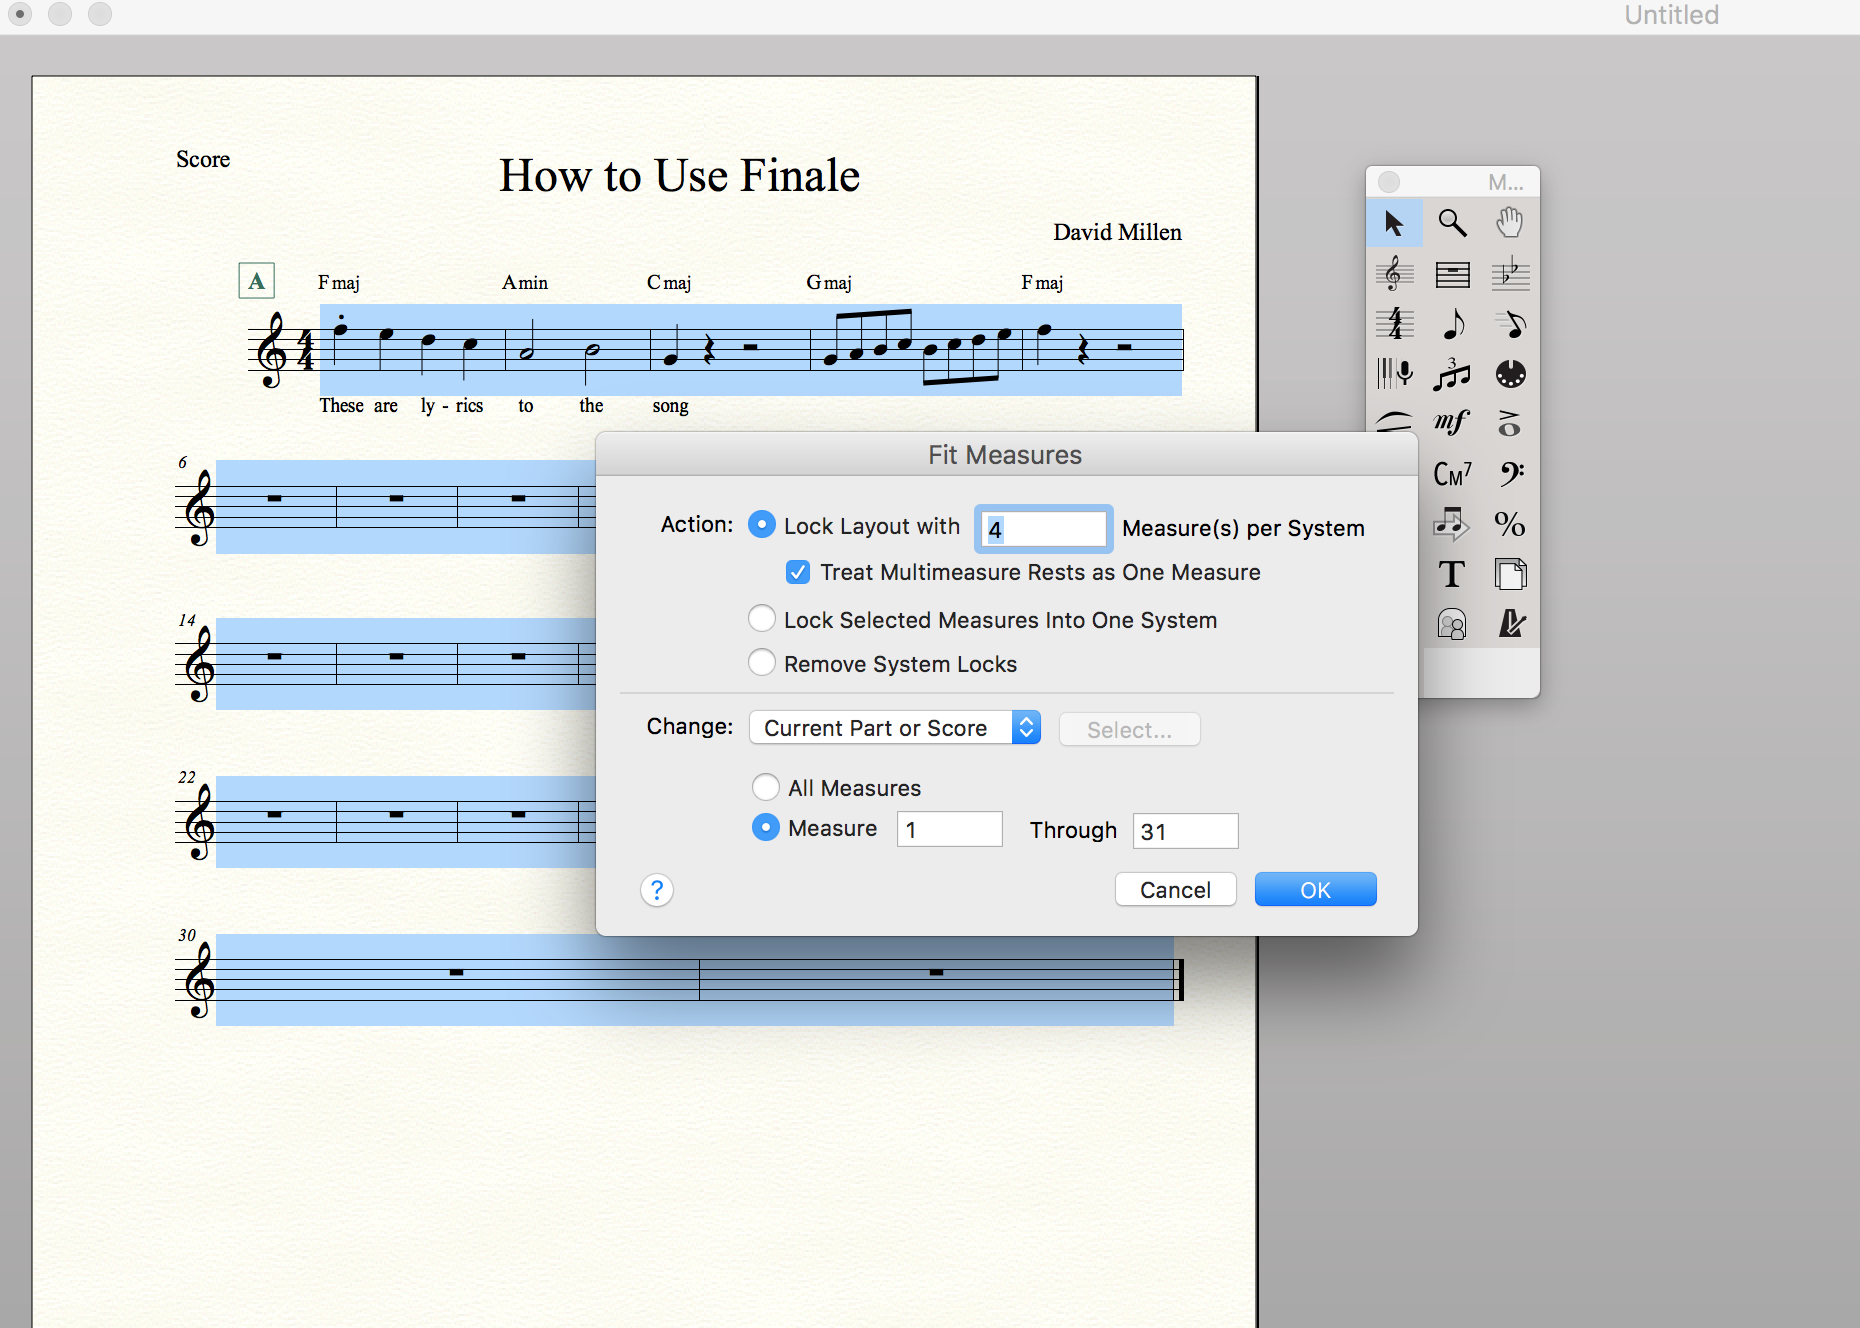 Untitled
Score
How to Use Finale
David Millen
A
F maj A min C maj G maj F maj
These are ly - rics to the song
6
14
22
30
M...
3
mf
CM7
%
T
Fit Measures
Action: Lock Layout with 4 Measure(s) per System
Treat Multimeasure Rests as One Measure
Lock Selected Measures Into One System
Remove System Locks
Change: Current Part or Score Select...
All Measures
Measure 1 Through 31
? Cancel OK